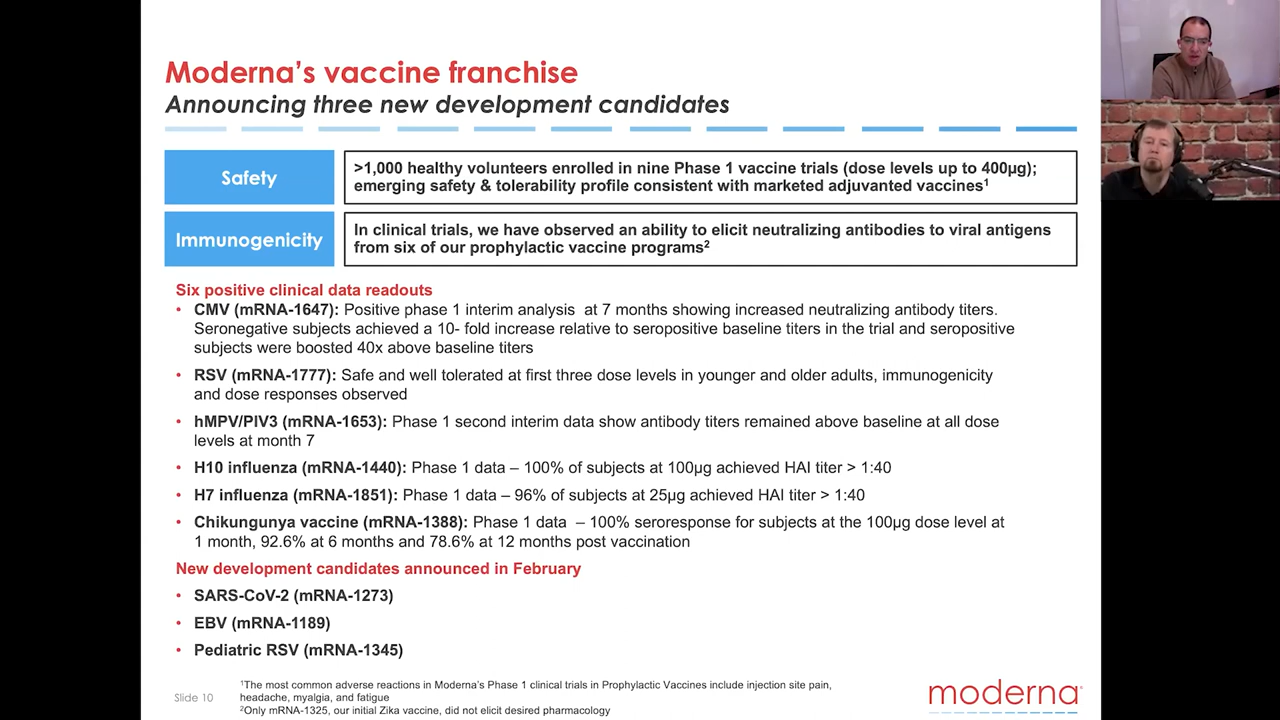 Moderna's vaccine franchise
Announcing three new development candidates
Safety
>1,000 healthy volunteers enrolled in nine Phase 1 vaccine trials (dose levels up to 400µg);
emerging safety & tolerability profile consistent with marketed adjuvanted vaccines¹
Immunogenicity
In clinical trials, we have observed an ability to elicit neutralizing antibodies to viral antigens
from six of our prophylactic vaccine programs²
Six positive clinical data readouts
• CMV (mRNA-1647): Positive phase 1 interim analysis at 7 months showing increased neutralizing antibody titers.
Seronegative subjects achieved a 10- fold increase relative to seropositive baseline titers in the trial and seropositive
subjects were boosted 40x above baseline titers
• RSV (mRNA-1777): Safe and well tolerated at first three dose levels in younger and older adults, immunogenicity
and dose responses observed
• hMPV/PIV3 (mRNA-1653): Phase 1 second interim data show antibody titers remained above baseline at all dose
levels at month 7
• H10 influenza (mRNA-1440): Phase 1 data – 100% of subjects at 100µg achieved HAI titer > 1:40
• H7 influenza (mRNA-1851): Phase 1 data – 96% of subjects at 25µg achieved HAI titer > 1:40
• Chikungunya vaccine (mRNA-1388): Phase 1 data – 100% seroresponse for subjects at the 100µg dose level at
1 month, 92.6% at 6 months and 78.6% at 12 months post vaccination
New development candidates announced in February
• SARS-CoV-2 (mRNA-1273)
• EBV (mRNA-1189)
• Pediatric RSV (mRNA-1345)
Slide 10
¹The most common adverse reactions in Moderna's Phase 1 clinical trials in Prophylactic Vaccines include injection site pain,
headache, myalgia, and fatigue
²Only mRNA-1325, our initial Zika vaccine, did not elicit desired pharmacology
moderna